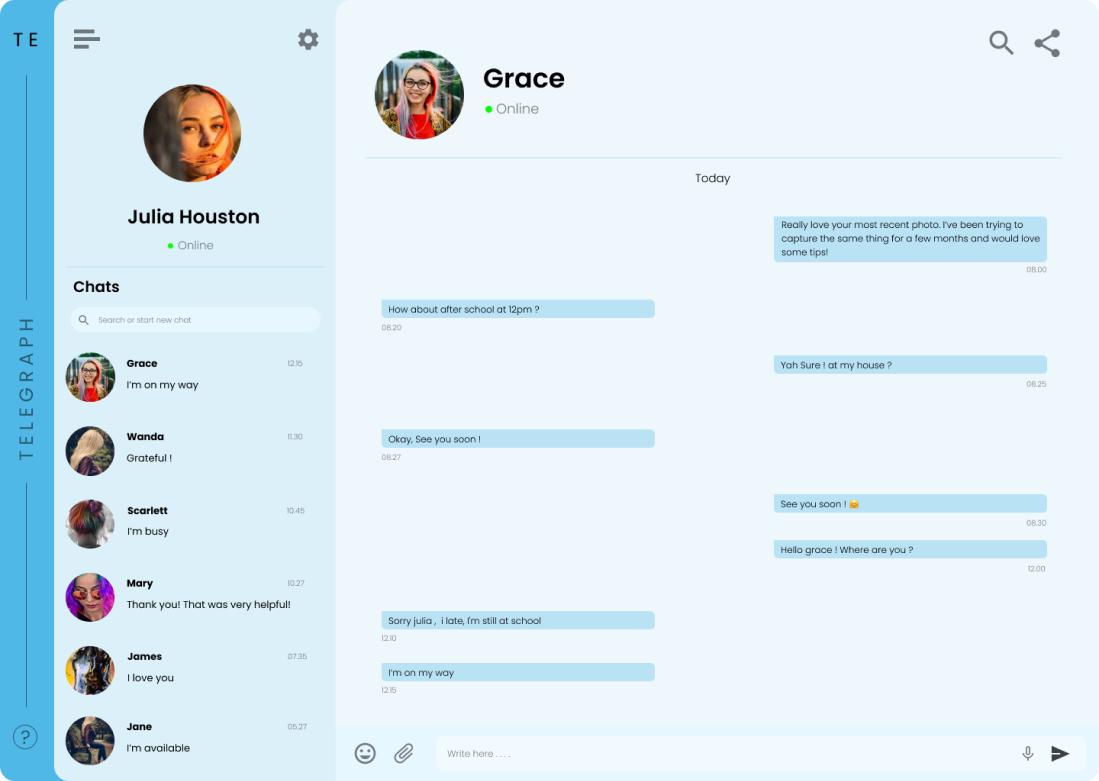 TE
TELEGRAPH
?
Julia Houston
Online
Chats
Search or start new chat
Grace
12.15
I'm on my way
Wanda
11.30
Grateful !
Scarlett
10.45
I'm busy
Mary
10.27
Thank you! That was very helpful!
James
07.35
I love you
Jane
05.27
I'm available
Grace
Online
Today
Really love your most recent photo. I've been trying to
capture the same thing for a few months and would love
some tips!
08.00
How about after school at 12pm ?
08.20
Yah Sure ! at my house ?
08.25
Okay, See you soon !
08.27
See you soon ! 😊
08.30
Hello grace ! Where are you ?
12.00
Sorry julia , i late, I'm still at school
12.10
I'm on my way
12.15
Write here . . . .